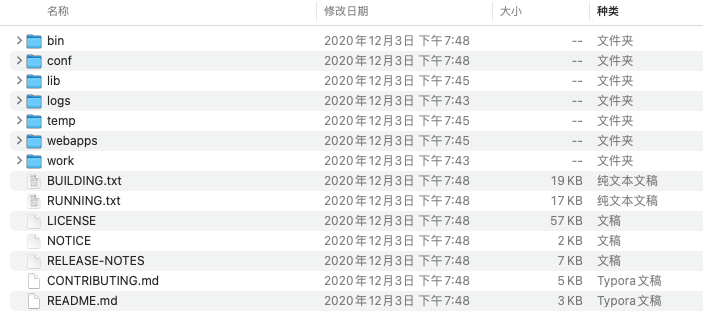 名称 修改日期 大小 种类
bin 2020年12月3日 下午7:48 -- 文件夹
conf 2020年12月3日 下午7:48 -- 文件夹
lib 2020年12月3日 下午7:45 -- 文件夹
logs 2020年12月3日 下午7:43 -- 文件夹
temp 2020年12月3日 下午7:45 -- 文件夹
webapps 2020年12月3日 下午7:45 -- 文件夹
work 2020年12月3日 下午7:43 -- 文件夹
BUILDING.txt 2020年12月3日 下午7:48 19 KB 纯文本文稿
RUNNING.txt 2020年12月3日 下午7:48 17 KB 纯文本文稿
LICENSE 2020年12月3日 下午7:48 57 KB 文稿
NOTICE 2020年12月3日 下午7:48 2 KB 文稿
RELEASE-NOTES 2020年12月3日 下午7:48 7 KB 文稿
CONTRIBUTING.md 2020年12月3日 下午7:48 5 KB Typora 文稿
README.md 2020年12月3日 下午7:48 3 KB Typora 文稿